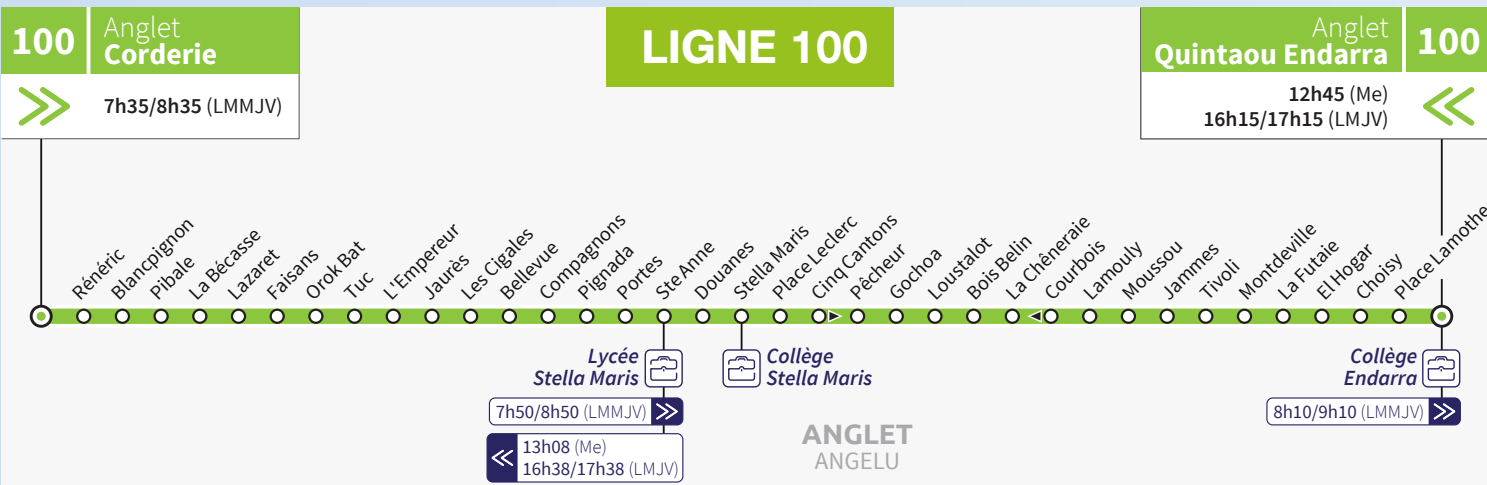 100
Anglet
Corderie
7h35/8h35 (LMMJV)
LIGNE 100
Anglet
Quintaou Endarra
100
12h45 (Me)
16h15/17h15 (LMJV)
Rénéric
Blancpignon
Pibale
La Bécasse
Lazaret
Faisans
Orok Bat
Tuc
L'Empereur
Jaurès
Les Cigales
Bellevue
Compagnons
Pignada
Portes
Ste Anne
Douanes
Stella Maris
Place Leclerc
Cinq Cantons
Pêcheur
Gochoa
Loustalot
Bois Belin
La Chêneraie
Courbois
Lamouly
Moussou
Jammes
Tivoli
Montdeville
La Futaie
El Hogar
Choisy
Place Lamothe
Lycée
Stella Maris
7h50/8h50 (LMMJV)
13h08 (Me)
16h38/17h38 (LMJV)
Collège
Stella Maris
ANGLET
ANGELU
Collège
Endarra
8h10/9h10 (LMMJV)